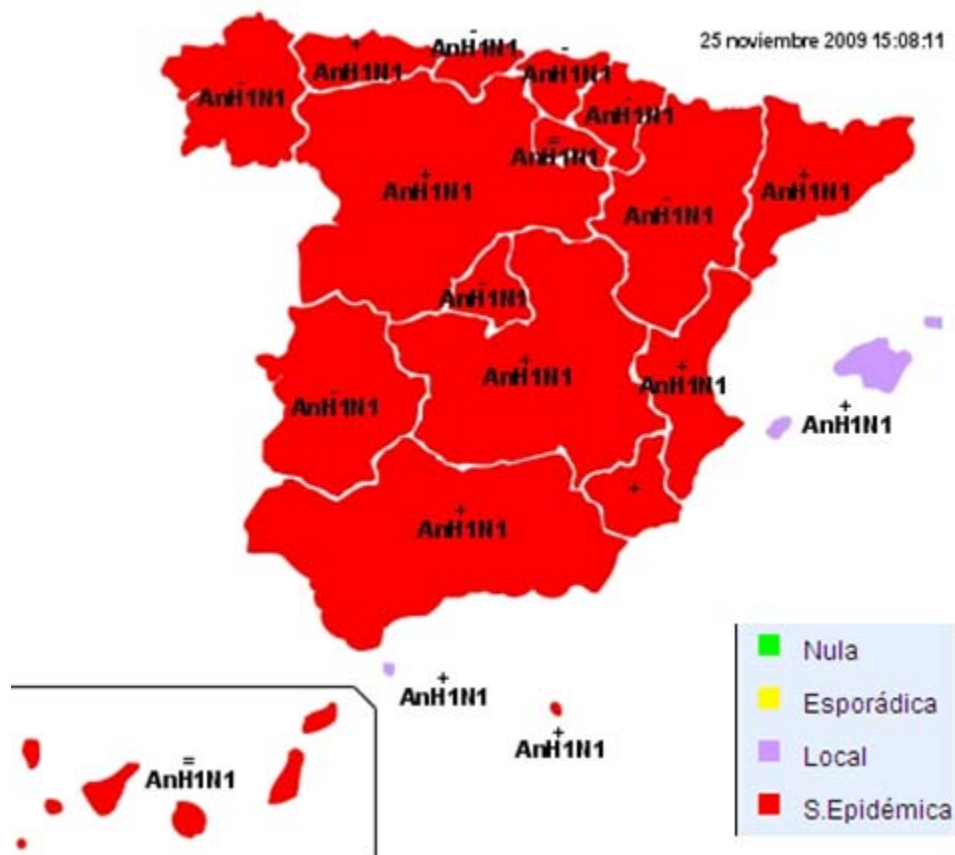 25 noviembre 2009 15:08:11
-
AnH1N1
+
AnH1N1
-
AnH1N1
-
AnH1N1
-
AnH1N1
=
AnH1N1
+
AnH1N1
-
AnH1N1
+
AnH1N1
-
AnH1N1
+
AnH1N1
+
AnH1N1
-
AnH1N1
+
AnH1N1
+
+
AnH1N1
+
AnH1N1
+
AnH1N1
=
AnH1N1
Nula
Esporádica
Local
S.Epidémica